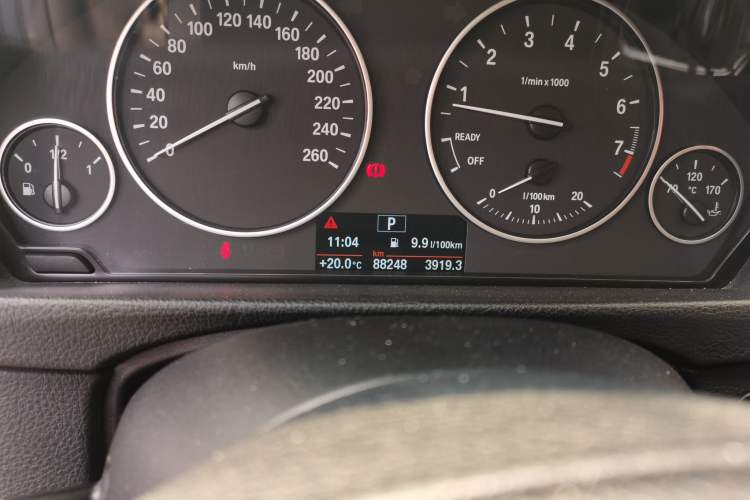 0 1/2 1
0 20 40 60 80 100 120 140 160 180 200 220 240 260
km/h
1 2 3 4 5 6 7
1/min x 1000
READY
OFF
0 10 20
l/100km
70 120 170
°C
P
11:04 9.9 l/100km
km
+20.0°C 88248 3919.3